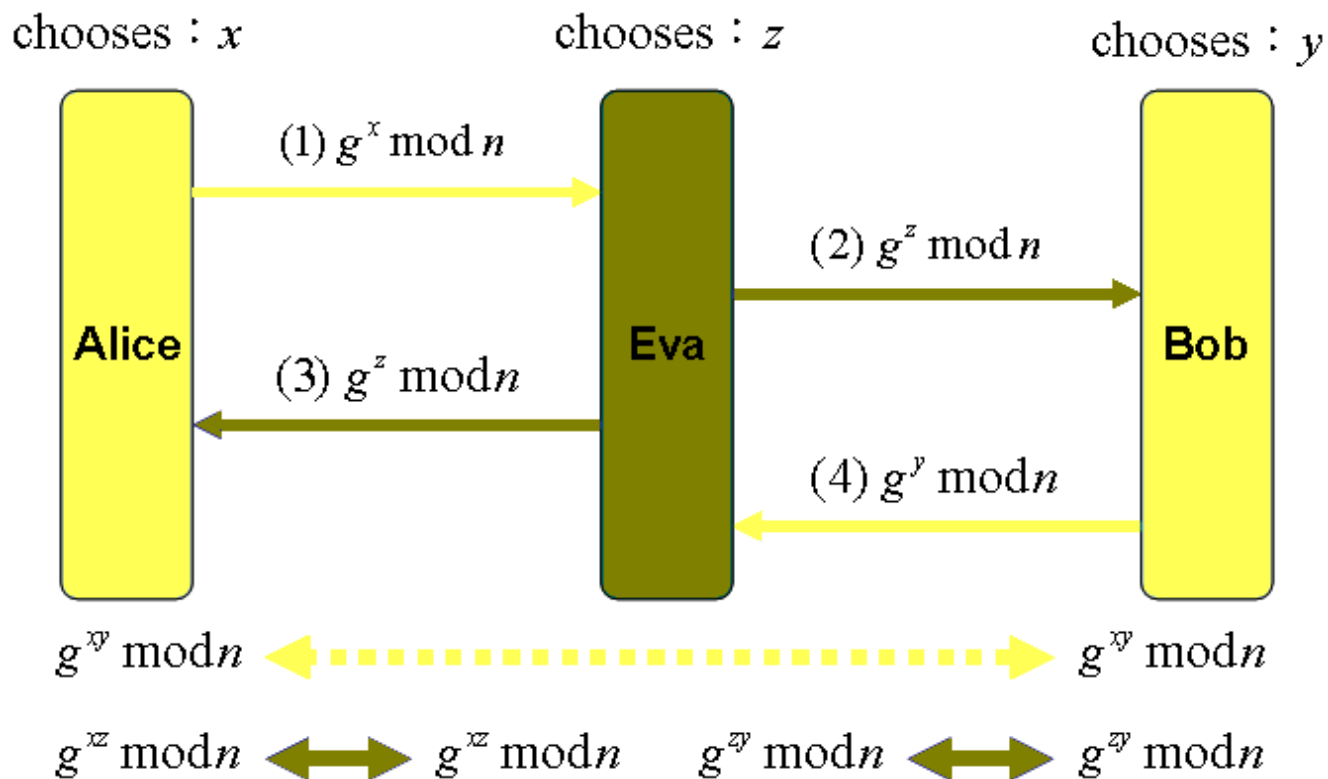 chooses : x
chooses : z
chooses : y
(1) g^x mod n
(2) g^z mod n
Alice
Eva
Bob
(3) g^z mod n
(4) g^y mod n
g^xy mod n
g^xy mod n
g^xz mod n
g^xz mod n
g^zy mod n
g^zy mod n